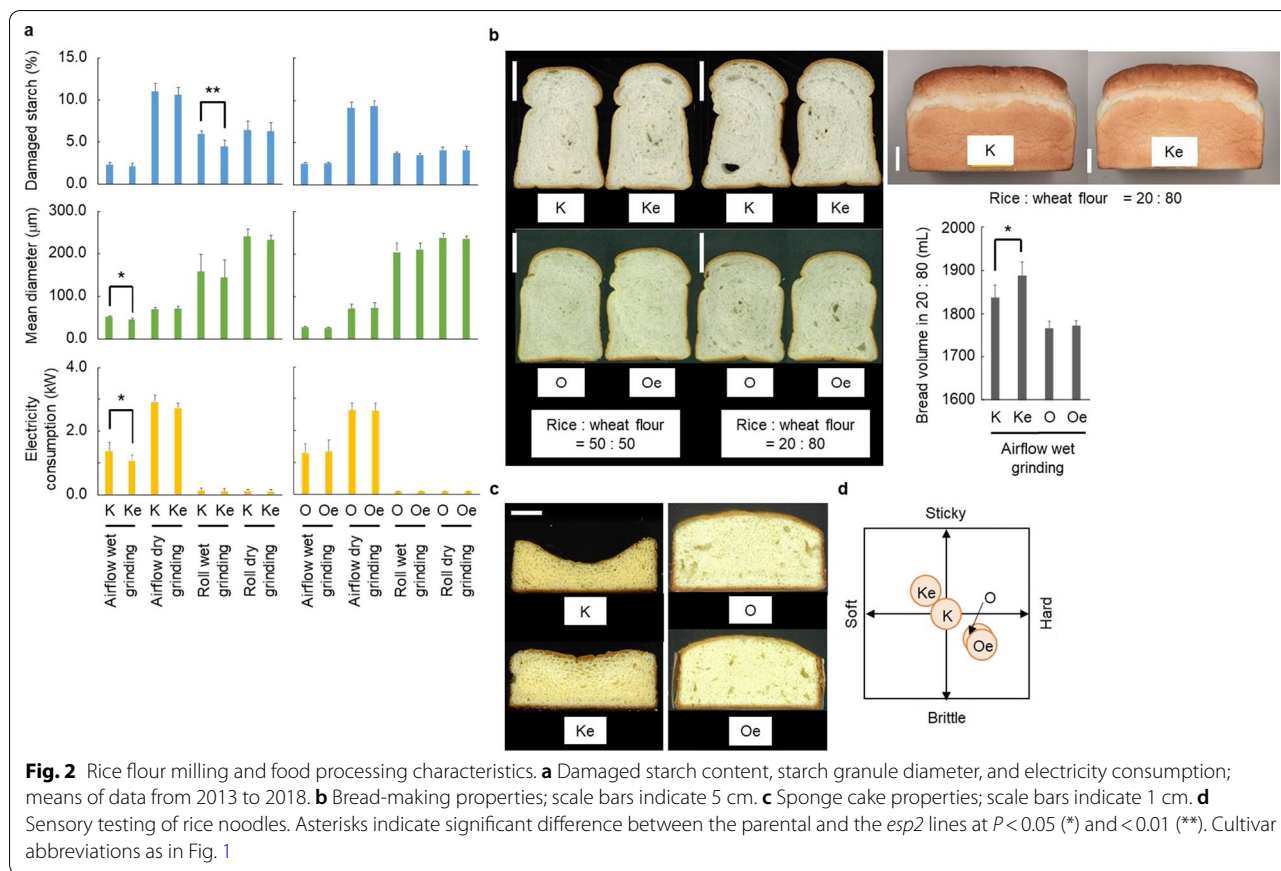 a
Damaged starch (%)
15.0
10.0
5.0
0.0
**
Mean diameter (μm)
300.0
200.0
100.0
0.0
*
Electricity
consumption (kW)
4.0
2.0
0.0
*
K Ke K Ke K Ke K Ke
Airflow wet
grinding
Airflow dry
grinding
Roll wet
grinding
Roll dry
grinding
O Oe O Oe O Oe O Oe
Airflow wet
grinding
Airflow dry
grinding
Roll wet
grinding
Roll dry
grinding
b
K Ke K Ke
O Oe O Oe
Rice : wheat flour
= 50 : 50
Rice : wheat flour
= 20 : 80
K Ke
Rice : wheat flour = 20 : 80
Bread volume in 20 : 80 (mL)
2000
1900
1800
1700
1600
*
K Ke O Oe
Airflow wet
grinding
c
K O
Ke Oe
d
Sticky
Soft
Hard
Brittle
Ke
K
O
Oe
Fig. 2 Rice flour milling and food processing characteristics. a Damaged starch content, starch granule diameter, and electricity consumption;
means of data from 2013 to 2018. b Bread-making properties; scale bars indicate 5 cm. c Sponge cake properties; scale bars indicate 1 cm. d
Sensory testing of rice noodles. Asterisks indicate significant difference between the parental and the esp2 lines at P < 0.05 (*) and < 0.01 (**). Cultivar
abbreviations as in Fig. 1